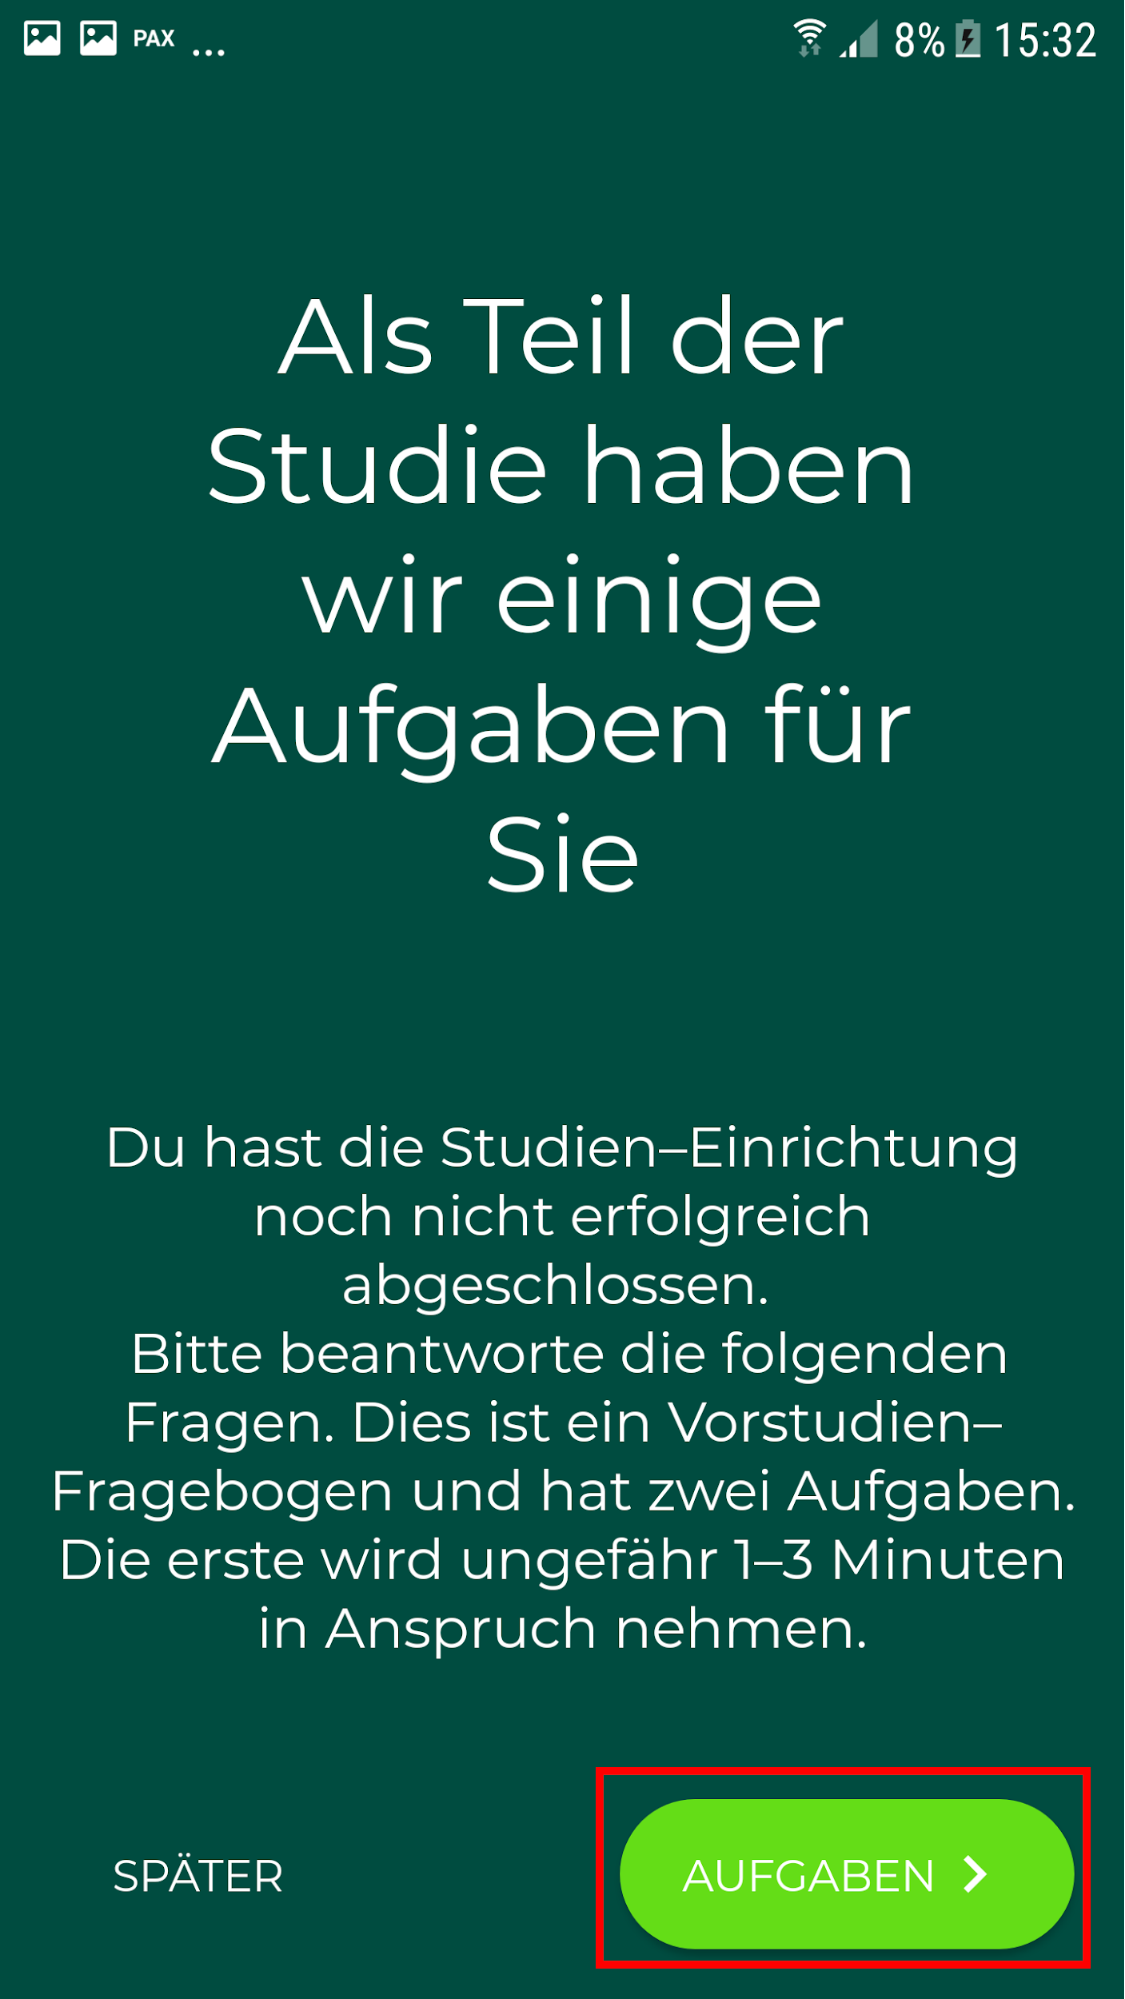 PAX ... 8% 15:32
Als Teil der
Studie haben
wir einige
Aufgaben für
Sie
Du hast die Studien–Einrichtung
noch nicht erfolgreich
abgeschlossen.
Bitte beantworte die folgenden
Fragen. Dies ist ein Vorstudien–
Fragebogen und hat zwei Aufgaben.
Die erste wird ungefähr 1–3 Minuten
in Anspruch nehmen.
SPÄTER AUFGABEN